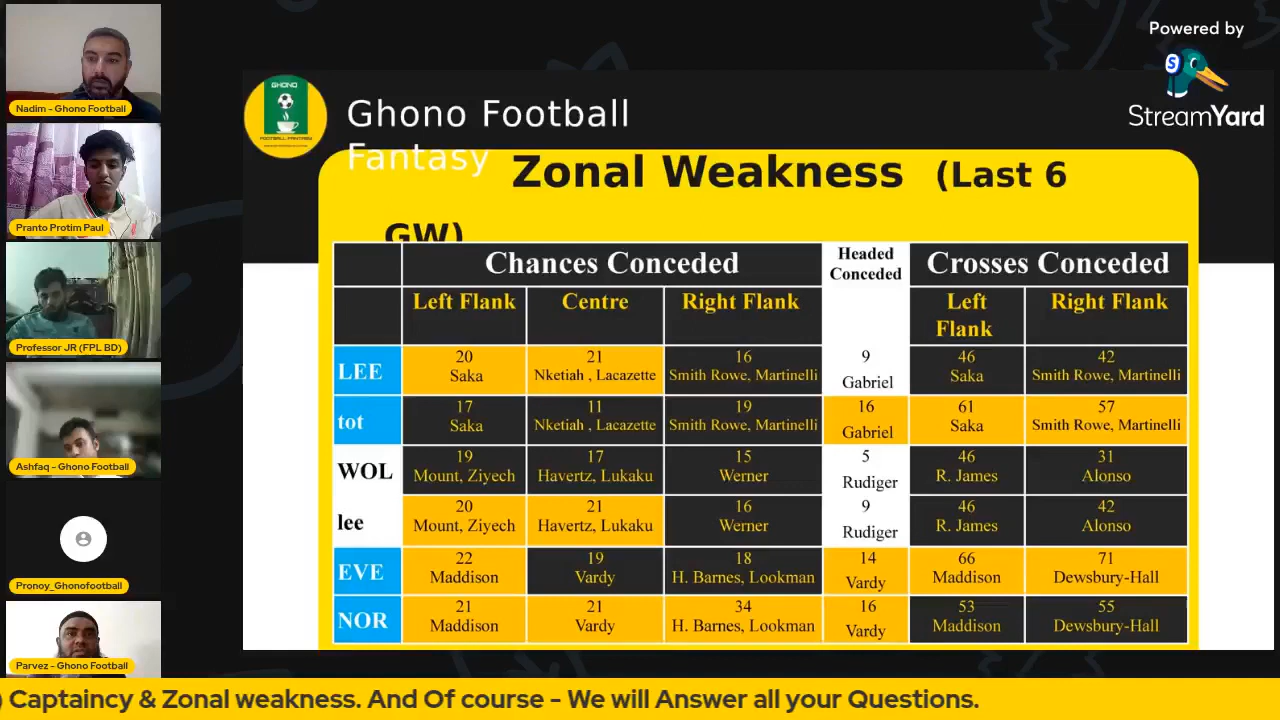 Nadim - Ghono Football
Pranto Protim Paul
Professor JR (FPL BD)
Ashfaq - Ghono Football
Pronoy_Ghonofootball
Parvez - Ghono Football
Powered by
StreamYard
GHONO
Ghono Football
Fantasy
Zonal Weakness (Last 6
GW)
Chances Conceded Headed Conceded Crosses Conceded
Left Flank Centre Right Flank Left Flank Right Flank
LEE 20 Saka 21 Nketiah , Lacazette 16 Smith Rowe, Martinelli 9 Gabriel 46 Saka 42 Smith Rowe, Martinelli
tot 17 Saka 11 Nketiah , Lacazette 19 Smith Rowe, Martinelli 16 Gabriel 61 Saka 57 Smith Rowe, Martinelli
WOL 19 Mount, Ziyech 17 Havertz, Lukaku 15 Werner 5 Rudiger 46 R. James 31 Alonso
lee 20 Mount, Ziyech 21 Havertz, Lukaku 16 Werner 9 Rudiger 46 R. James 42 Alonso
EVE 22 Maddison 19 Vardy 18 H. Barnes, Lookman 14 Vardy 66 Maddison 71 Dewsbury-Hall
NOR 21 Maddison 21 Vardy 34 H. Barnes, Lookman 16 Vardy 53 Maddison 55 Dewsbury-Hall
) Captaincy & Zonal weakness. And Of course - We will Answer all your Questions.